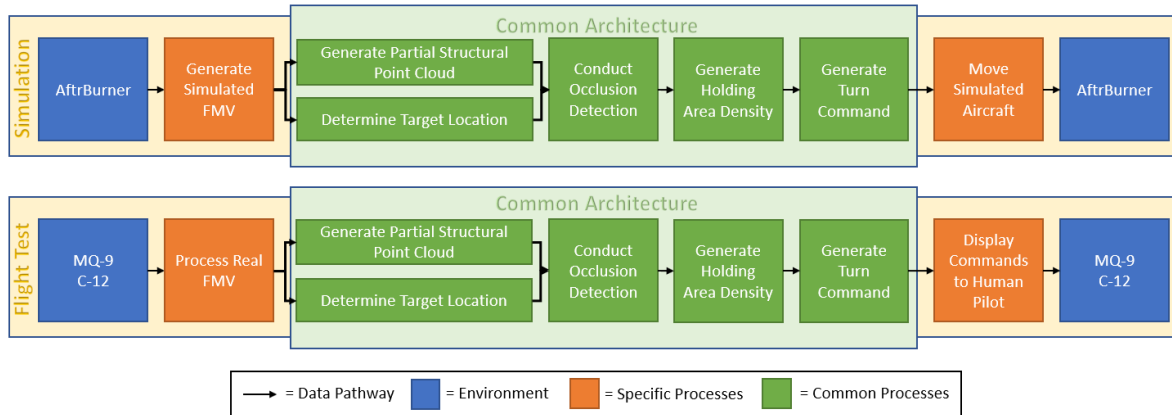 Common Architecture
Simulation
AftrBurner
Generate
Simulated
FMV
Generate Partial Structural
Point Cloud
Determine Target Location
Conduct
Occlusion
Detection
Generate
Holding
Area Density
Generate
Turn
Command
Move
Simulated
Aircraft
AftrBurner
Common Architecture
Flight Test
MQ-9
C-12
Process Real
FMV
Generate Partial Structural
Point Cloud
Determine Target Location
Conduct
Occlusion
Detection
Generate
Holding
Area Density
Generate
Turn
Command
Display
Commands
to Human
Pilot
MQ-9
C-12
= Data Pathway
= Environment
= Specific Processes
= Common Processes